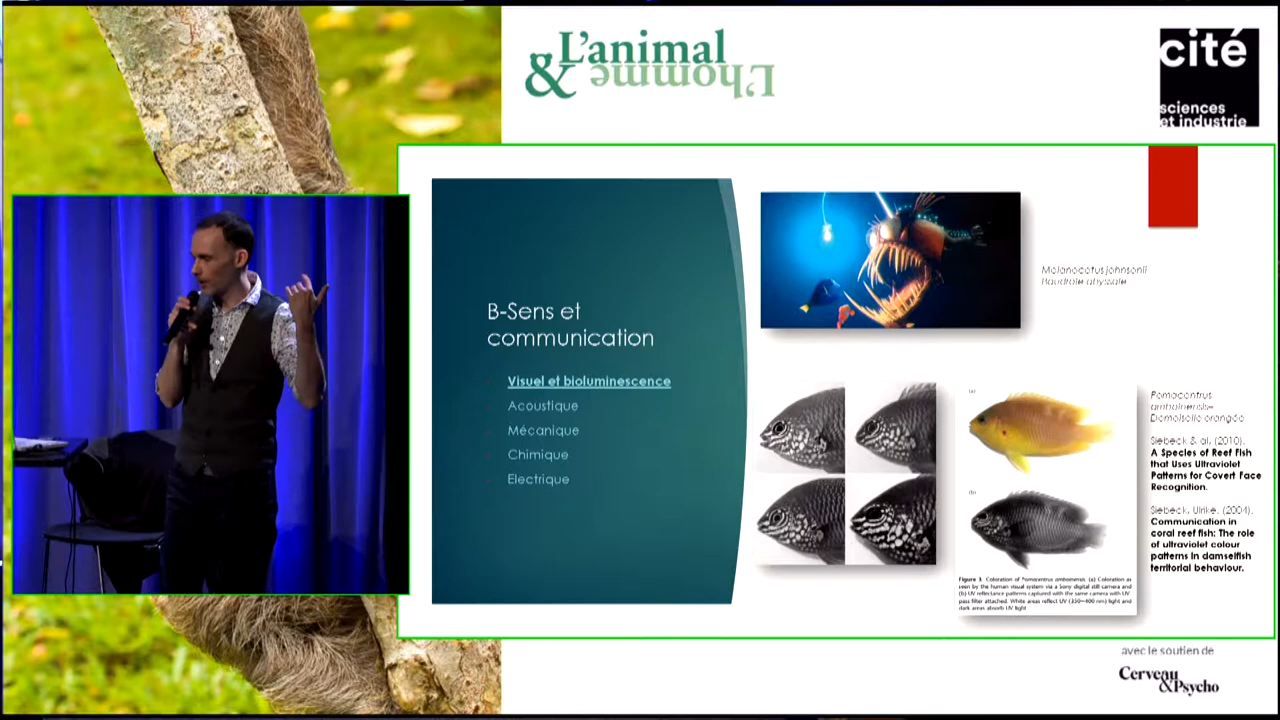 L'animal
& L'homme
cité
sciences
et industrie
B-Sens et
communication
Visuel et bioluminescence
Acoustique
Mécanique
Chimique
Electrique
Melanocetus johnsonii
Baudroie abyssale
(a)
(b)
Figure 1. Coloration of Pomacentrus amboinensis. (a) Coloration as
seen by the human visual system via a Sony digital still camera and
(b) UV reflectance patterns captured with the same camera with UV
pass filter attached. White areas reflect UV (350–400 nm) light and
dark areas absorb UV light
Pomacentrus
amboinensis–
Demoiselle orangée
Siebeck & al. (2010).
A Species of Reef Fish
that Uses Ultraviolet
Patterns for Covert Face
Recognition.
Siebeck, Ulrike. (2004).
Communication in
coral reef fish: The role
of ultraviolet colour
patterns in damselfish
territorial behaviour.
avec le soutien de
Cerveau
&Psycho